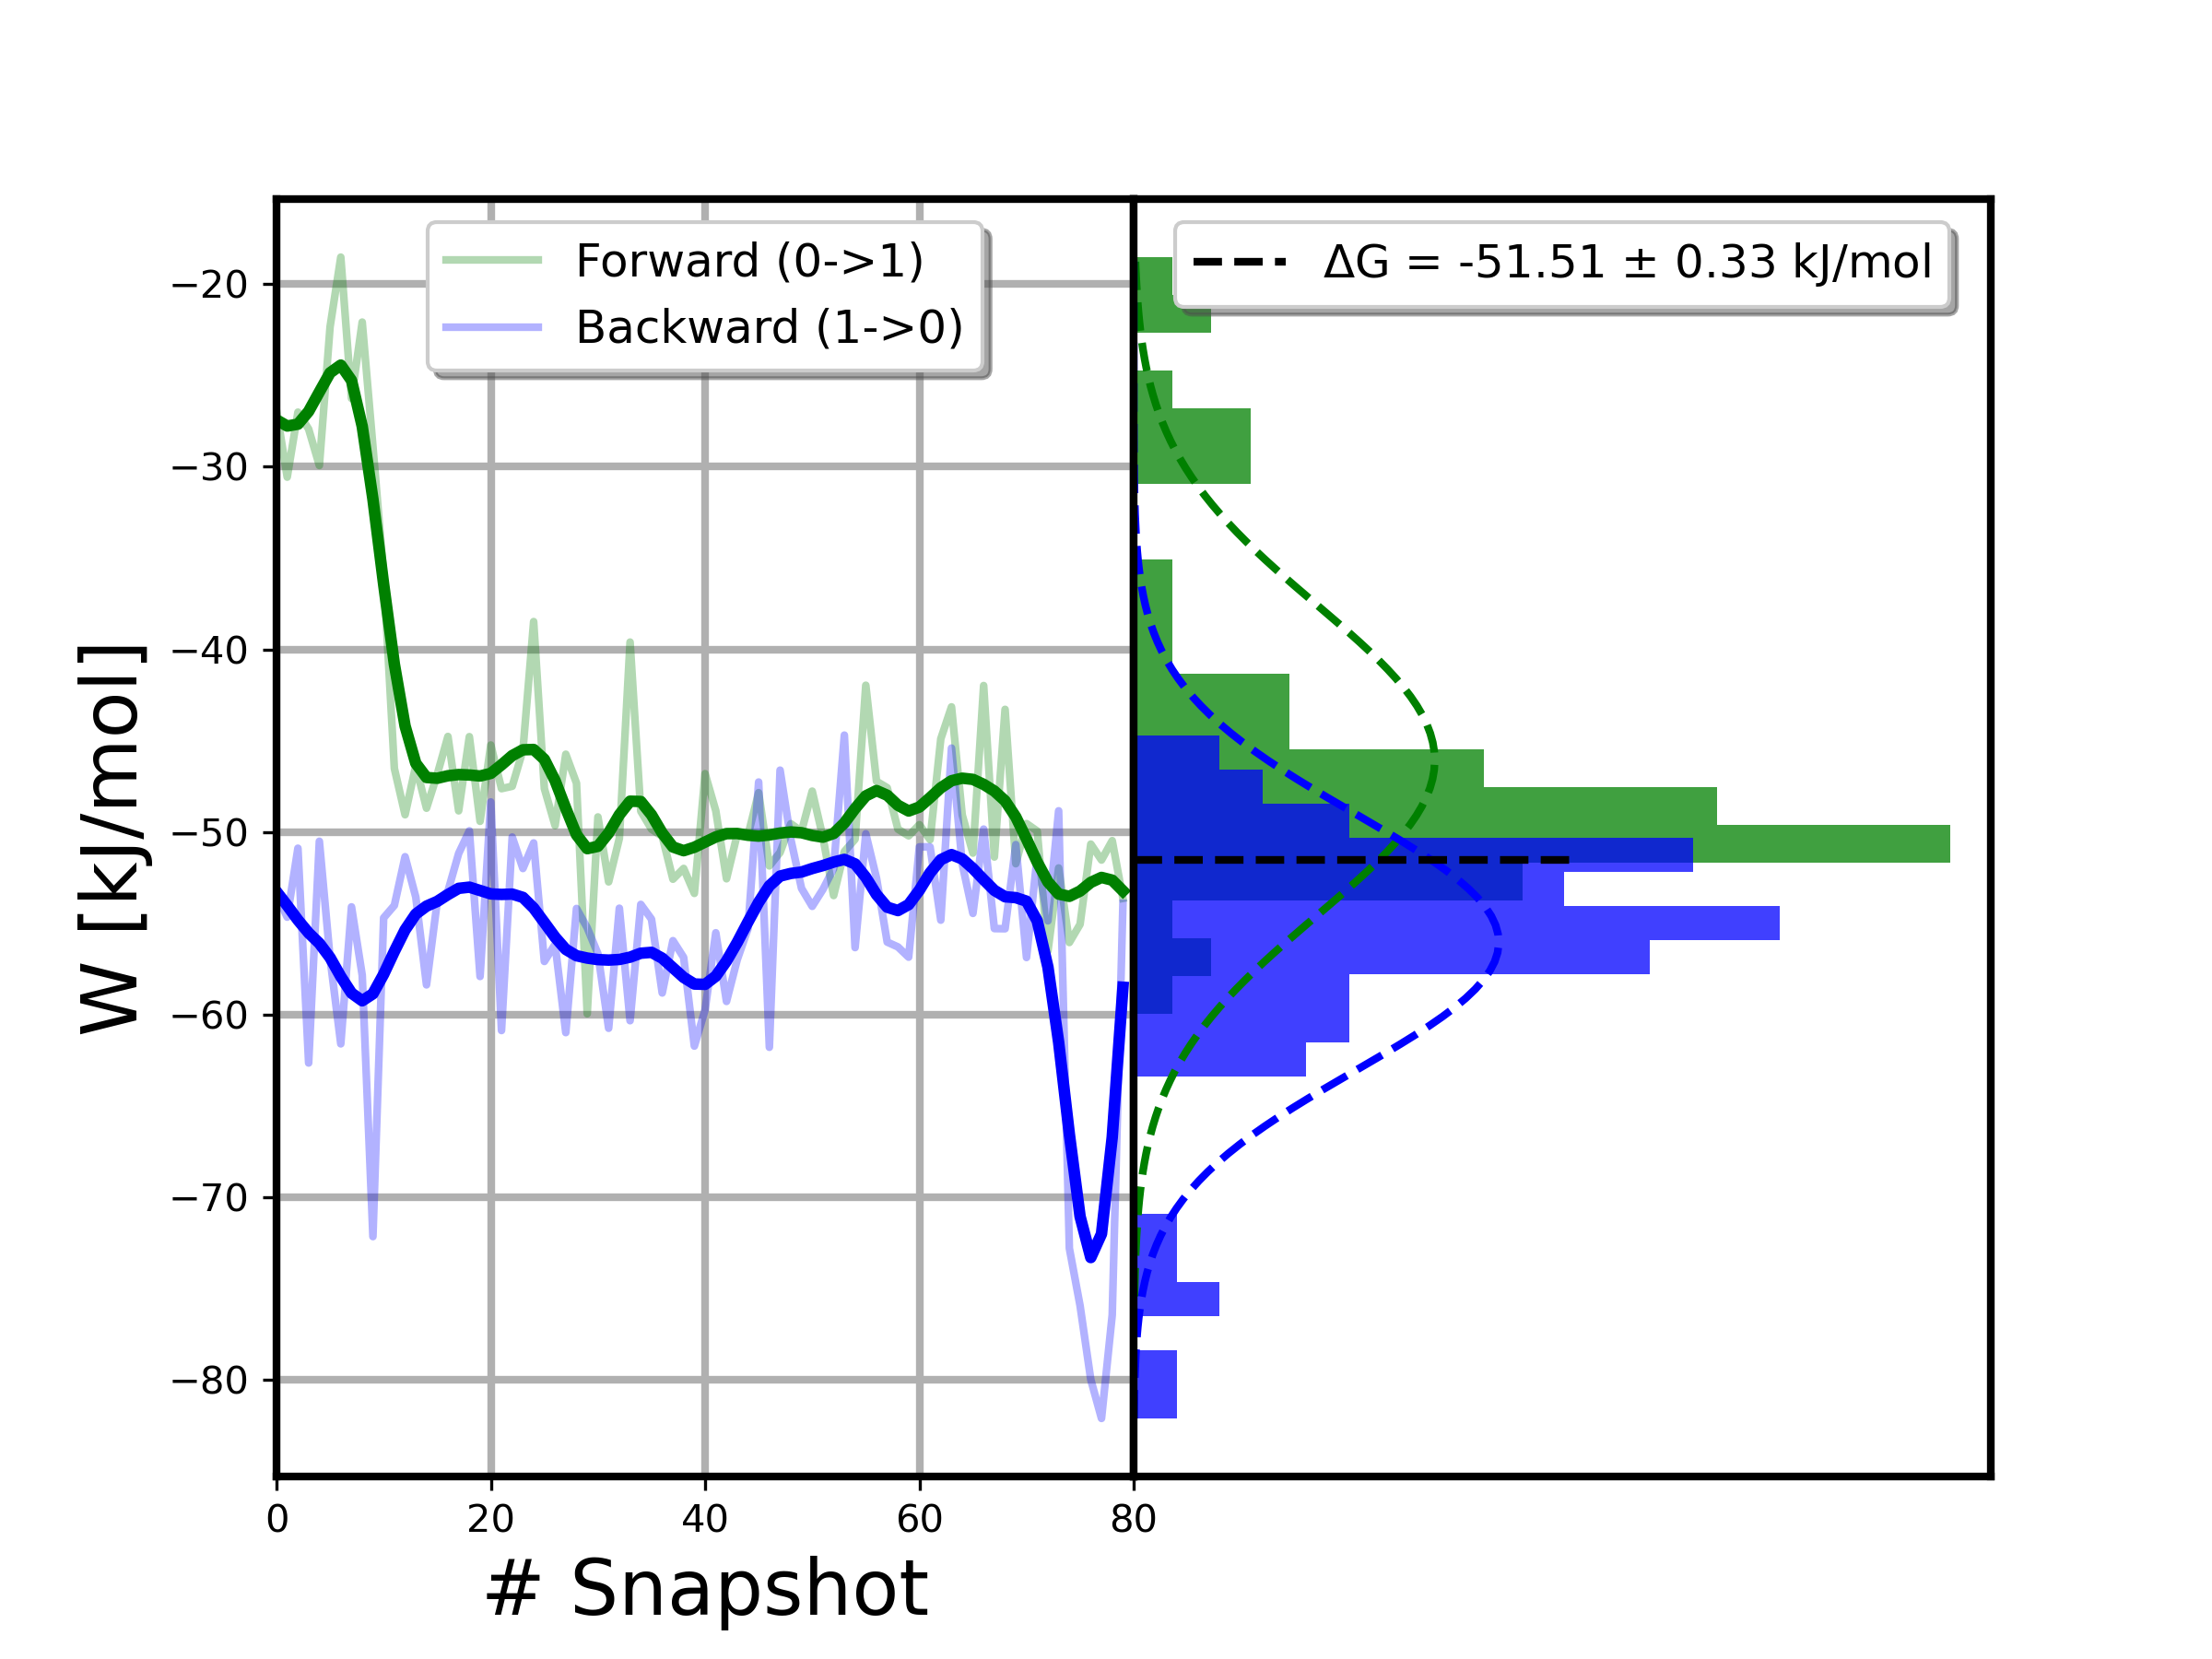 Forward (0->1)
Backward (1->0)
ΔG = -51.51 ± 0.33 kJ/mol
−20
−30
−40
−50
−60
−70
−80
W [kJ/mol]
0 20 40 60 80
# Snapshot